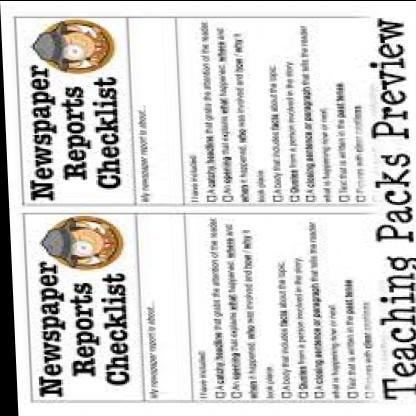 Newspaper
Reports
Checklist
My newspaper report is about...
I have included:
☐ A catchy headline that grabs the attention of the reader.
☐ An opening that explains what happened, where and
when it happened, who was involved and how / why it
took place.
☐ A body that includes facts about the topic.
☐ Quotes from a person involved in the story.
☐ A closing sentence or paragraph that tells the reader
what is happening now or next.
☐ Text that is written in the past tense
☐ Pictures with clear
Newspaper
Reports
Checklist
My newspaper report is about...
I have included:
☐ A catchy headline that grabs the attention of the reader.
☐ An opening that explains what happened, where and
when it happened, who was involved and how / why it
took place.
☐ A body that includes facts about the topic.
☐ Quotes from a person involved in the story.
☐ A closing sentence or paragraph that tells the reader
what is happening now or next.
☐ Text that is written in the past tense
☐ Pictures with clear
Teaching Packs Preview